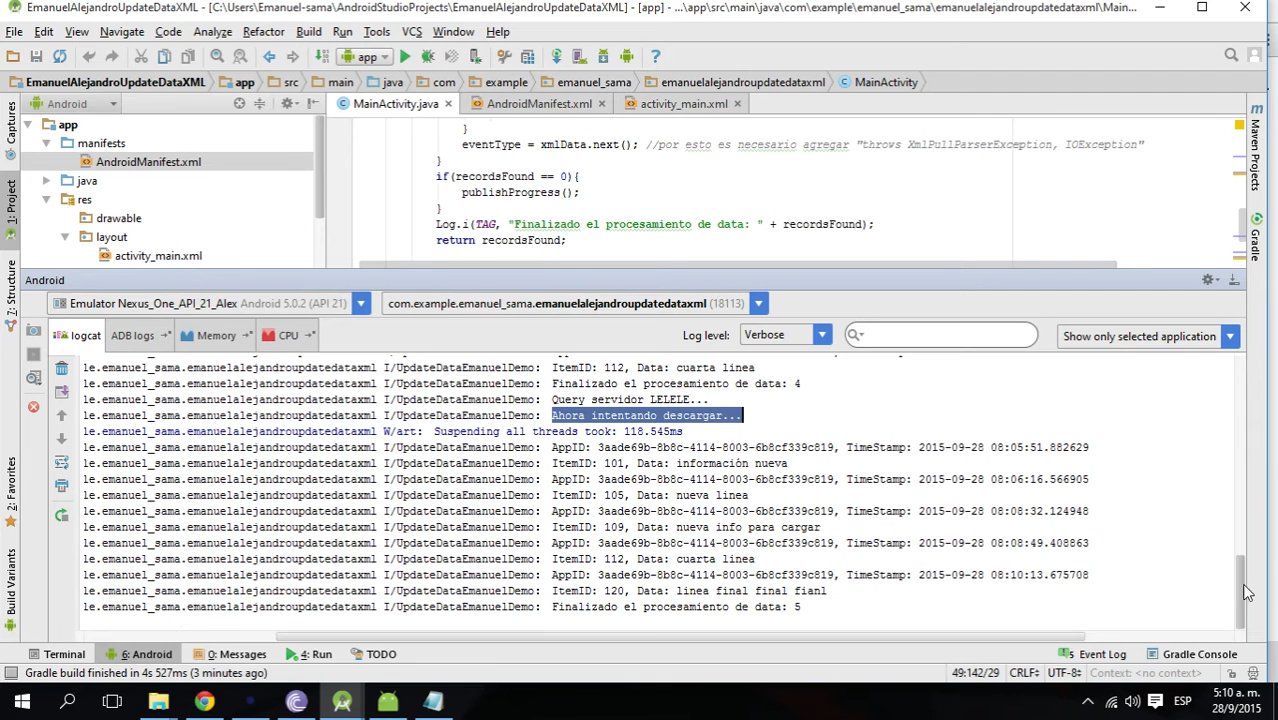 EmanuelAlejandroUpdateDataXML - [C:\Users\Emanuel-sama\AndroidStudioProjects\EmanuelAlejandroUpdateDataXML] - [app] - ...\app\src\main\java\com\example\emanuel_sama\emanuelalejandroupdatedataxml\Main...
File Edit View Navigate Code Analyze Refactor Build Run Tools VCS Window Help
app
EmanuelAlejandroUpdateDataXML app src main java com example emanuel_sama emanuelalejandroupdatedataxml MainActivity
Android MainActivity.java AndroidManifest.xml activity_main.xml
app
manifests
AndroidManifest.xml
java
res
drawable
layout
activity_main.xml
}
eventType = xmlData.next(); //por esto es necesario agregar "throws XmlPullParserException, IOException"
}
if(recordsFound == 0){
publishProgress();
}
Log.i(TAG, "Finalizado el procesamiento de data: " + recordsFound);
return recordsFound;
Captures
1: Project
Z: Structure
2: Favorites
Build Variants
Maven Projects
Gradle
Android
Emulator Nexus_One_API_21_Alex Android 5.0.2 (API 21) com.example.emanuel_sama.emanuelalejandroupdatedataxml (18113)
logcat ADB logs Memory CPU Log level: Verbose Show only selected application
le.emanuel_sama.emanuelalejandroupdatedataxml I/UpdateDataEmanuelDemo: ItemID: 112, Data: cuarta linea
le.emanuel_sama.emanuelalejandroupdatedataxml I/UpdateDataEmanuelDemo: Finalizado el procesamiento de data: 4
le.emanuel_sama.emanuelalejandroupdatedataxml I/UpdateDataEmanuelDemo: Query servidor LELELE...
le.emanuel_sama.emanuelalejandroupdatedataxml I/UpdateDataEmanuelDemo: Ahora intentando descargar...
le.emanuel_sama.emanuelalejandroupdatedataxml W/art: Suspending all threads took: 118.545ms
le.emanuel_sama.emanuelalejandroupdatedataxml I/UpdateDataEmanuelDemo: AppID: 3aade69b-8b8c-4114-8003-6b8cf339c819, TimeStamp: 2015-09-28 08:05:51.882629
le.emanuel_sama.emanuelalejandroupdatedataxml I/UpdateDataEmanuelDemo: ItemID: 101, Data: información nueva
le.emanuel_sama.emanuelalejandroupdatedataxml I/UpdateDataEmanuelDemo: AppID: 3aade69b-8b8c-4114-8003-6b8cf339c819, TimeStamp: 2015-09-28 08:06:16.566905
le.emanuel_sama.emanuelalejandroupdatedataxml I/UpdateDataEmanuelDemo: ItemID: 105, Data: nueva linea
le.emanuel_sama.emanuelalejandroupdatedataxml I/UpdateDataEmanuelDemo: AppID: 3aade69b-8b8c-4114-8003-6b8cf339c819, TimeStamp: 2015-09-28 08:08:32.124948
le.emanuel_sama.emanuelalejandroupdatedataxml I/UpdateDataEmanuelDemo: ItemID: 109, Data: nueva info para cargar
le.emanuel_sama.emanuelalejandroupdatedataxml I/UpdateDataEmanuelDemo: AppID: 3aade69b-8b8c-4114-8003-6b8cf339c819, TimeStamp: 2015-09-28 08:08:49.408863
le.emanuel_sama.emanuelalejandroupdatedataxml I/UpdateDataEmanuelDemo: ItemID: 112, Data: cuarta linea
le.emanuel_sama.emanuelalejandroupdatedataxml I/UpdateDataEmanuelDemo: AppID: 3aade69b-8b8c-4114-8003-6b8cf339c819, TimeStamp: 2015-09-28 08:10:13.675708
le.emanuel_sama.emanuelalejandroupdatedataxml I/UpdateDataEmanuelDemo: ItemID: 120, Data: linea final final fianl
le.emanuel_sama.emanuelalejandroupdatedataxml I/UpdateDataEmanuelDemo: Finalizado el procesamiento de data: 5
Terminal 6: Android 0: Messages 4: Run TODO Event Log Gradle Console
Gradle build finished in 4s 527ms (3 minutes ago) 49:142/29 CRLF UTF-8 Context: <no context>
ESP 5:10 a. m.
28/9/2015